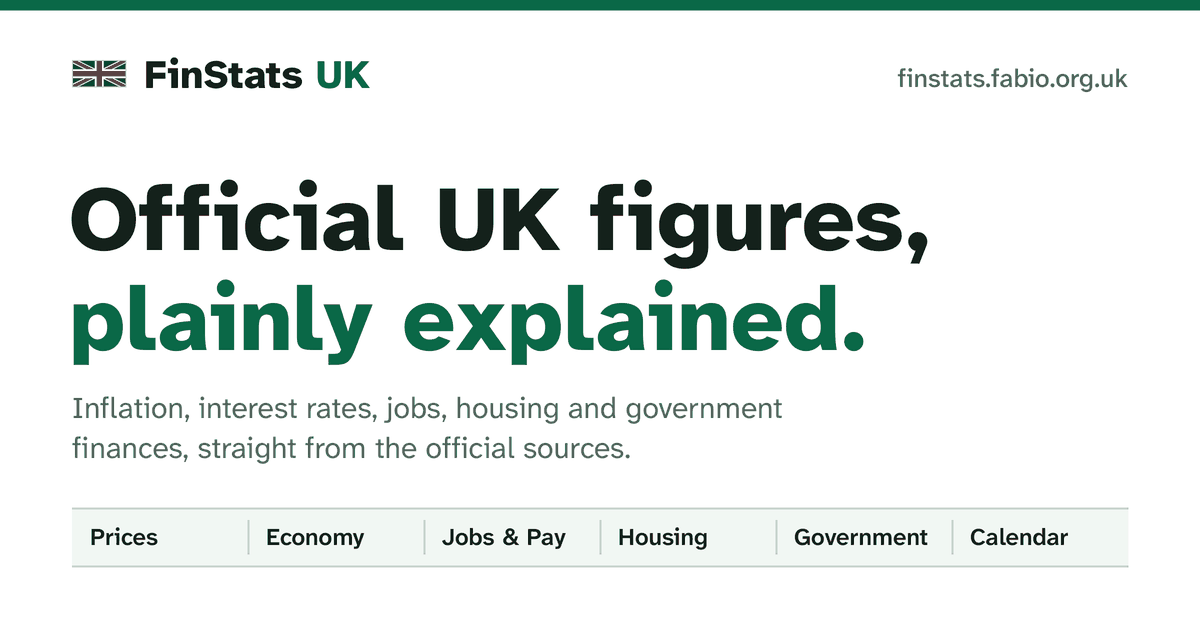 FinStats UK
finstats.fabio.org.uk
Official UK figures,
plainly explained.
Inflation, interest rates, jobs, housing and government
finances, straight from the official sources.
Prices
Economy
Jobs & Pay
Housing
Government
Calendar